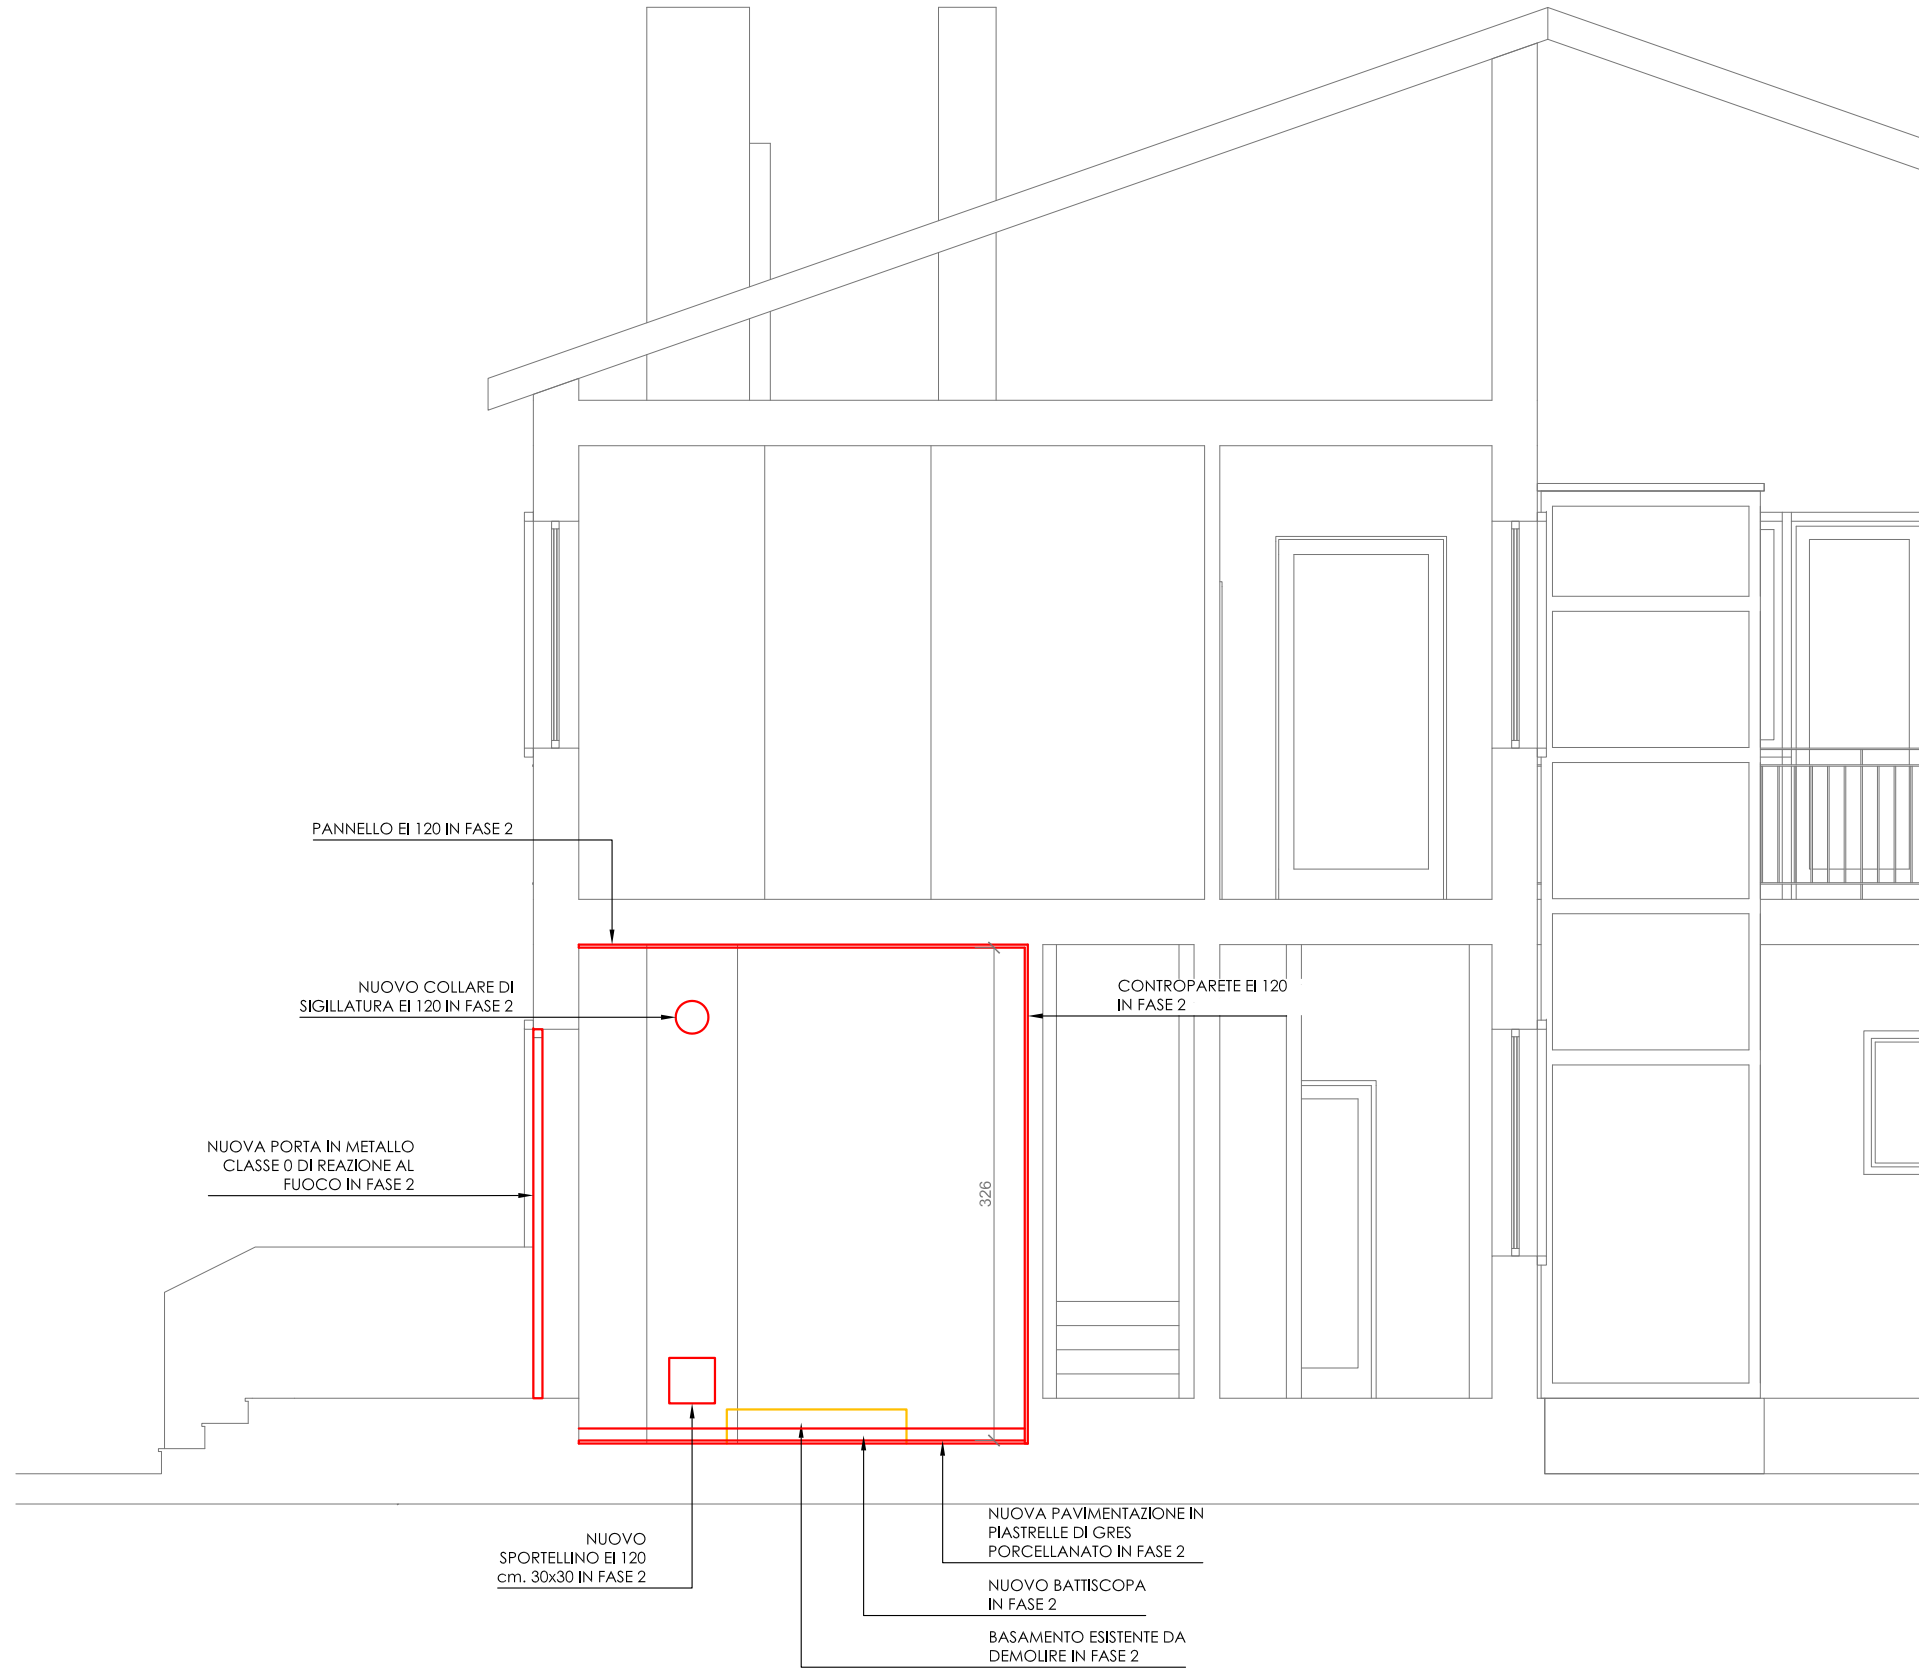 PANNELLO EI 120 IN FASE 2
NUOVO COLLARE DI
SIGILLATURA EI 120 IN FASE 2
CONTROPARETE EI 120
IN FASE 2
NUOVA PORTA IN METALLO
CLASSE 0 DI REAZIONE AL
FUOCO IN FASE 2
326
NUOVO
SPORTELLINO EI 120
cm. 30x30 IN FASE 2
NUOVA PAVIMENTAZIONE IN
PIASTRELLE DI GRES
PORCELLANATO IN FASE 2
NUOVO BATTISCOPA
IN FASE 2
BASAMENTO ESISTENTE DA
DEMOLIRE IN FASE 2